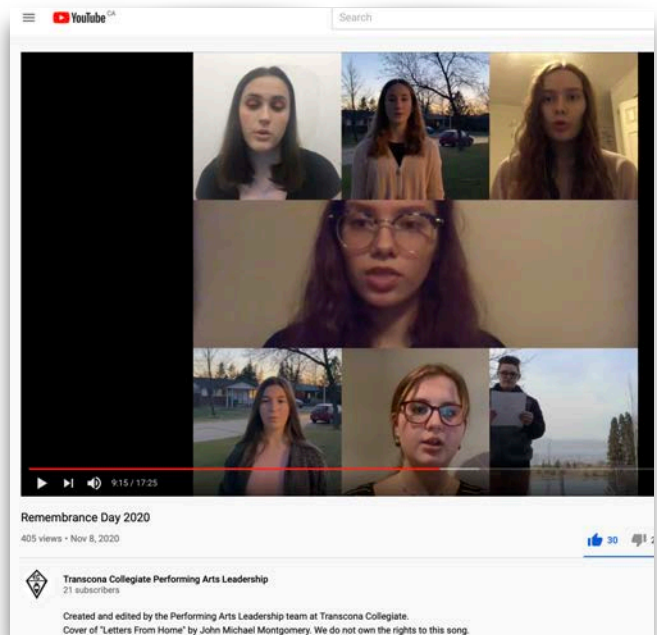 YouTube CA
Search
9:15 / 17:25
Remembrance Day 2020
405 views • Nov 8, 2020
30
Transcona Collegiate Performing Arts Leadership
21 subscribers
Created and edited by the Performing Arts Leadership team at Transcona Collegiate.
Cover of "Letters From Home" by John Michael Montgomery. We do not own the rights to this song.